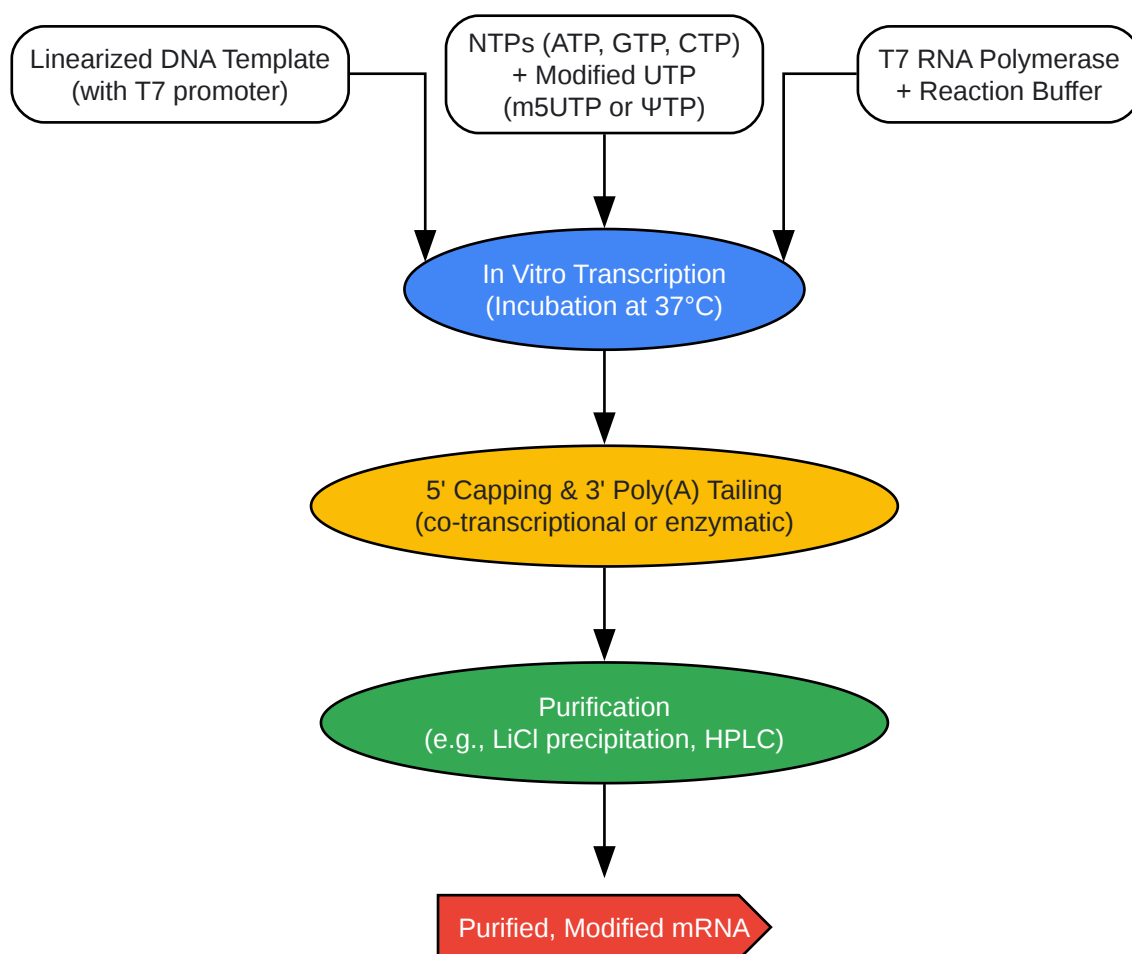 Linearized DNA Template
(with T7 promoter)
NTPs (ATP, GTP, CTP)
+ Modified UTP
(m5UTP or ΨTP)
T7 RNA Polymerase
+ Reaction Buffer
In Vitro Transcription
(Incubation at 37°C)
5' Capping & 3' Poly(A) Tailing
(co-transcriptional or enzymatic)
Purification
(e.g., LiCl precipitation, HPLC)
Purified, Modified mRNA